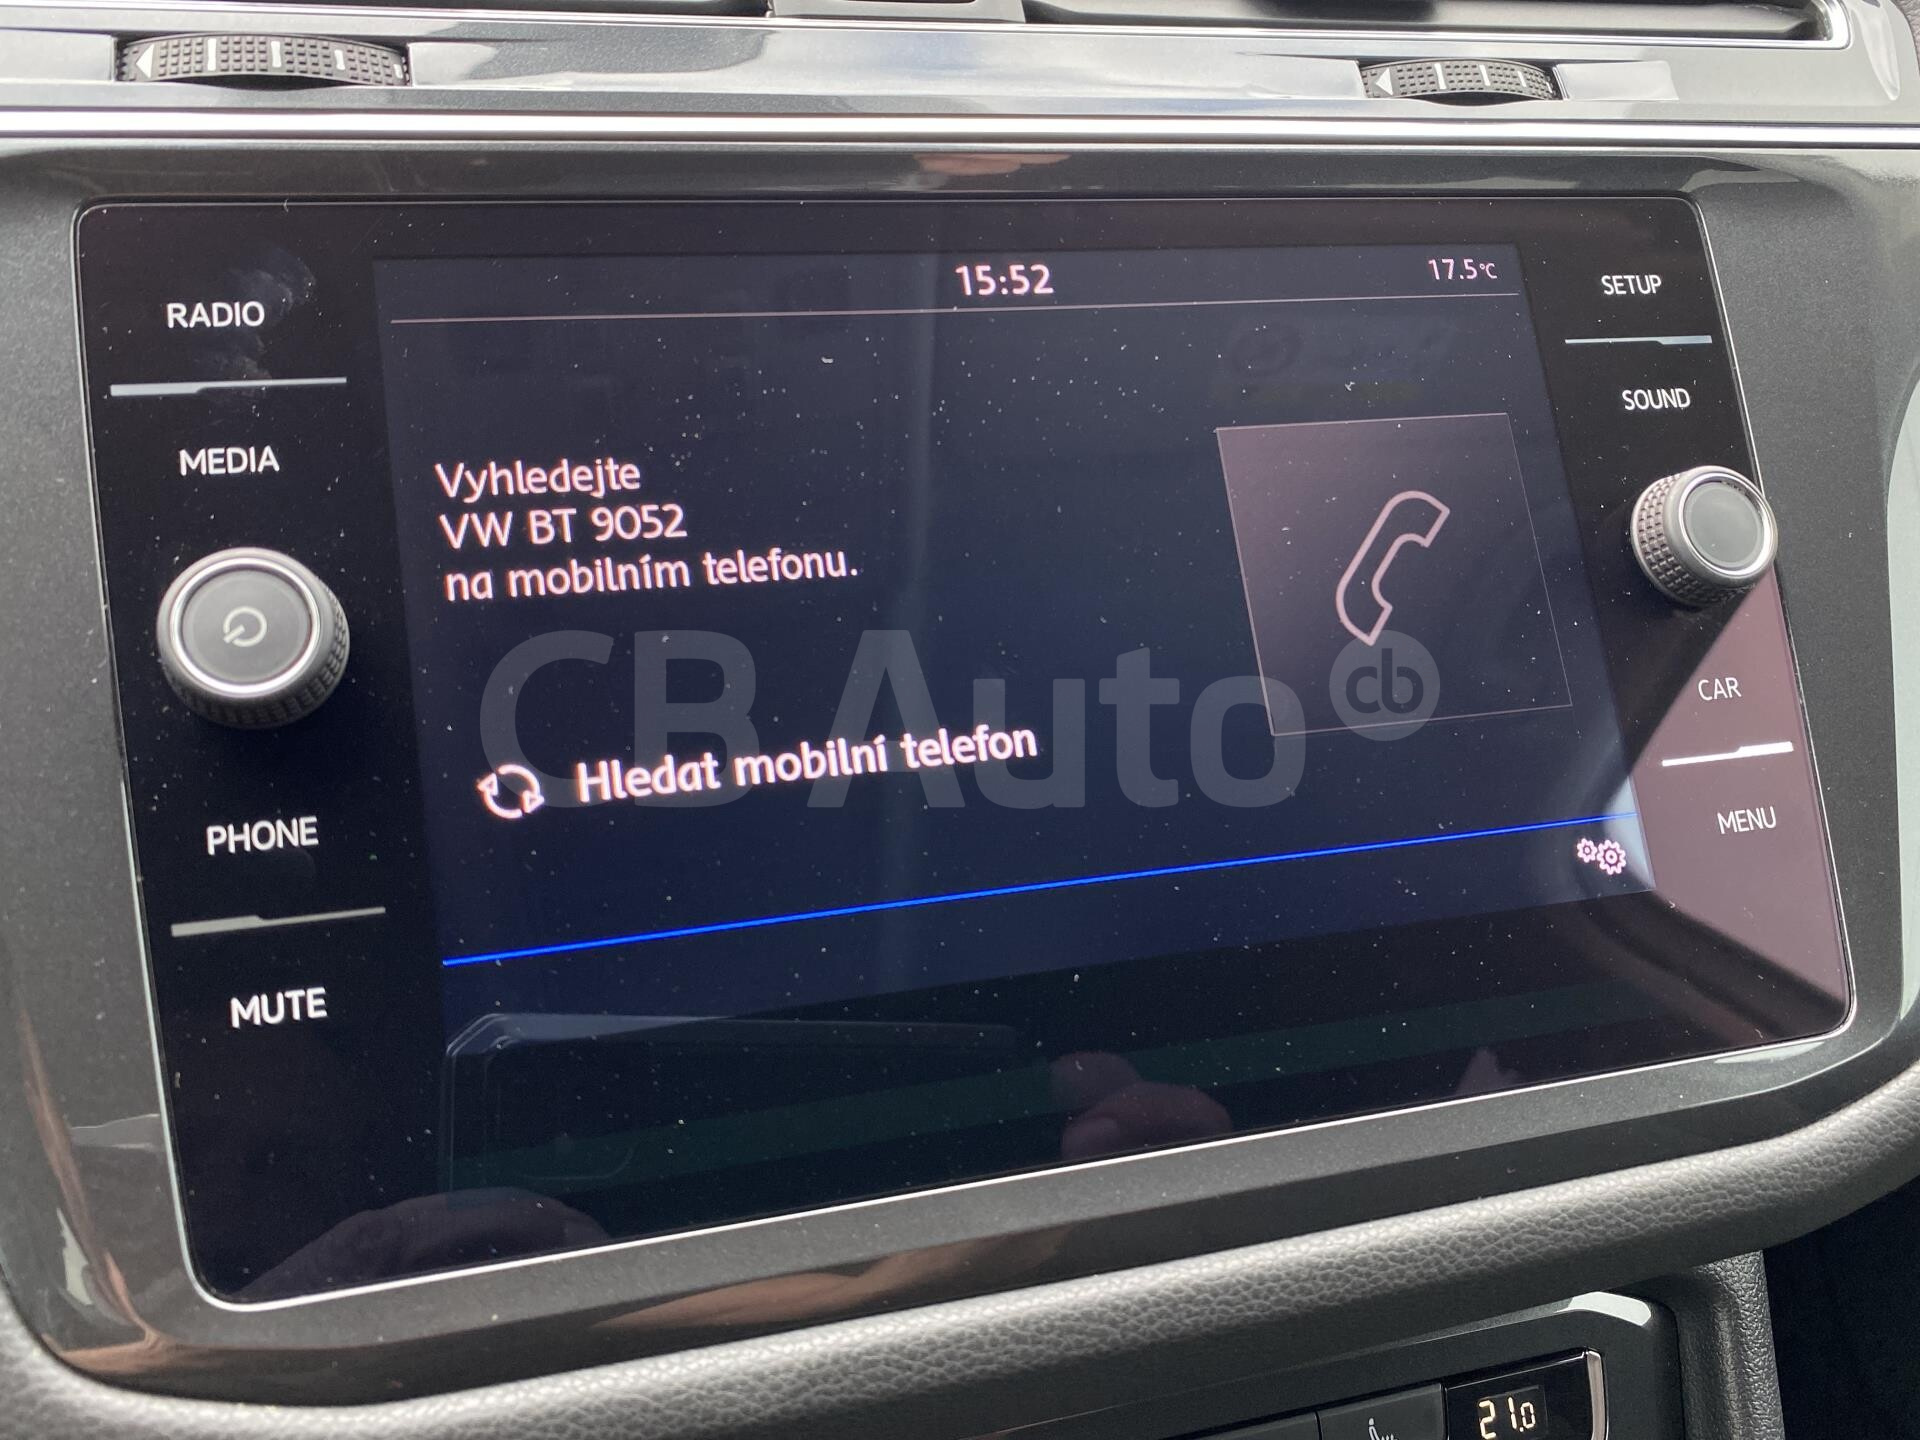 15:52
17.5°C
RADIO
MEDIA
PHONE
MUTE
Vyhledejte
VW BT 9052
na mobilním telefonu.
Hledat mobilní telefon
SETUP
SOUND
CAR
MENU
CB Auto cb
21.0